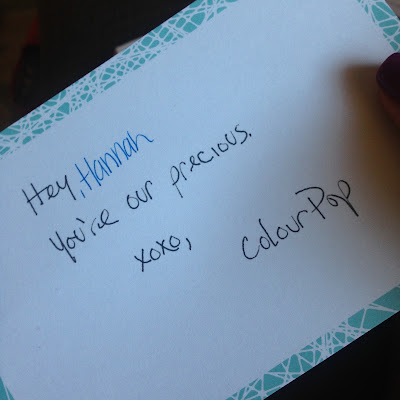 Hey, Hannah
You're our precious.
xoxo,
ColourPop